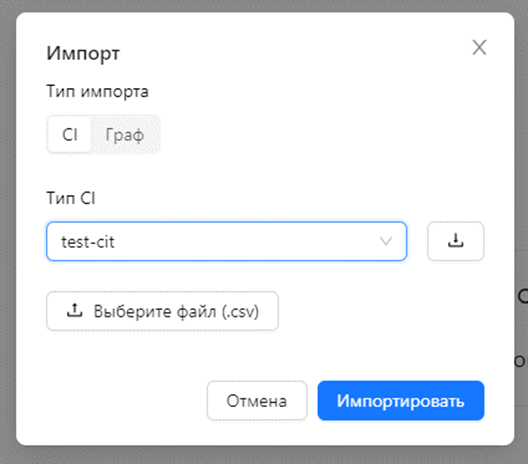 Импорт
Тип импорта
CI Граф
Тип CI
test-cit
Выберите файл (.csv)
Отмена Импортировать